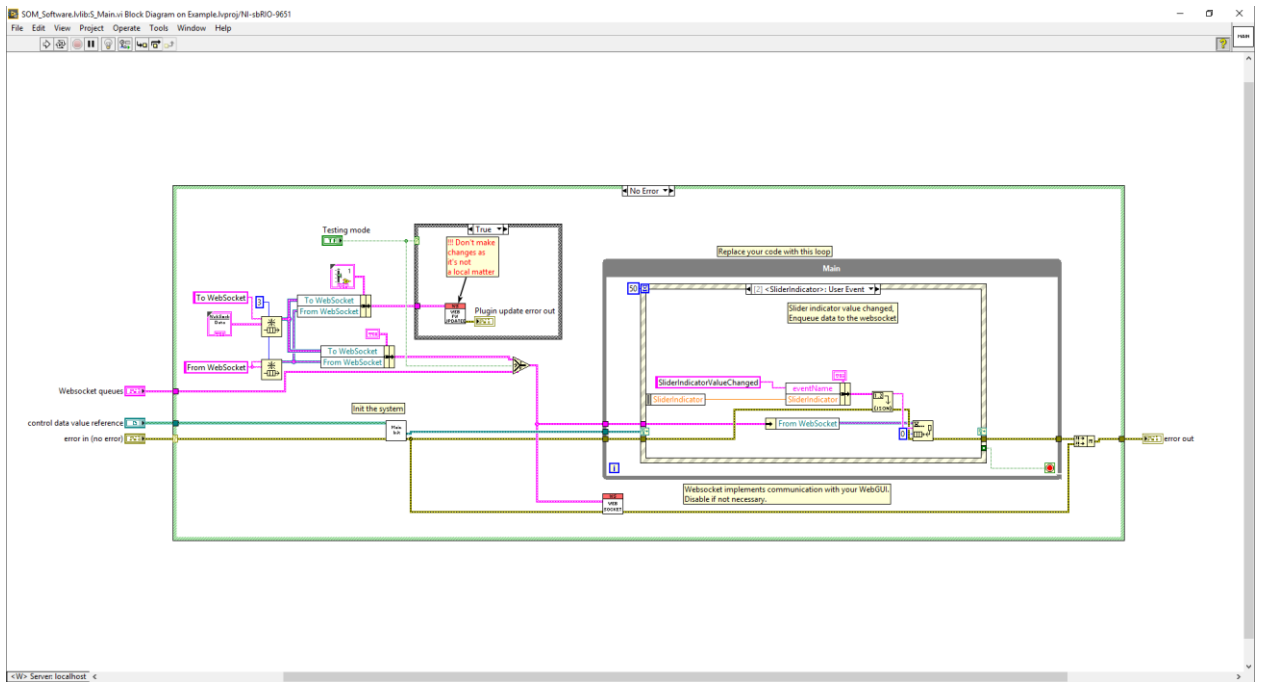 SOM_Software.lvlib:S_Main.vi Block Diagram on Example.lvproj/NI-sbRIO-9651
File Edit View Project Operate Tools Window Help
MAIN
No Error
Testing mode
True
!!! Don't make
changes as
it's not
a local matter
Plugin update error out
To WebSocket
3
From WebSocket
To WebSocket
From WebSocket
To WebSocket
From WebSocket
Websocket queues
control data value reference
error in (no error)
Init the system
Main
WEB
SOCKET
Replace your code with this loop
Main
50
[2] <SliderIndicator>: User Event
Slider indicator value changed,
Enqueue data to the websocket
SliderIndicatorValueChanged
eventName
SliderIndicator
SliderIndicator
From WebSocket
0
i
Websocket implements communication with your WebGUI.
Disable if not necessary.
error out
<W> Server: localhost